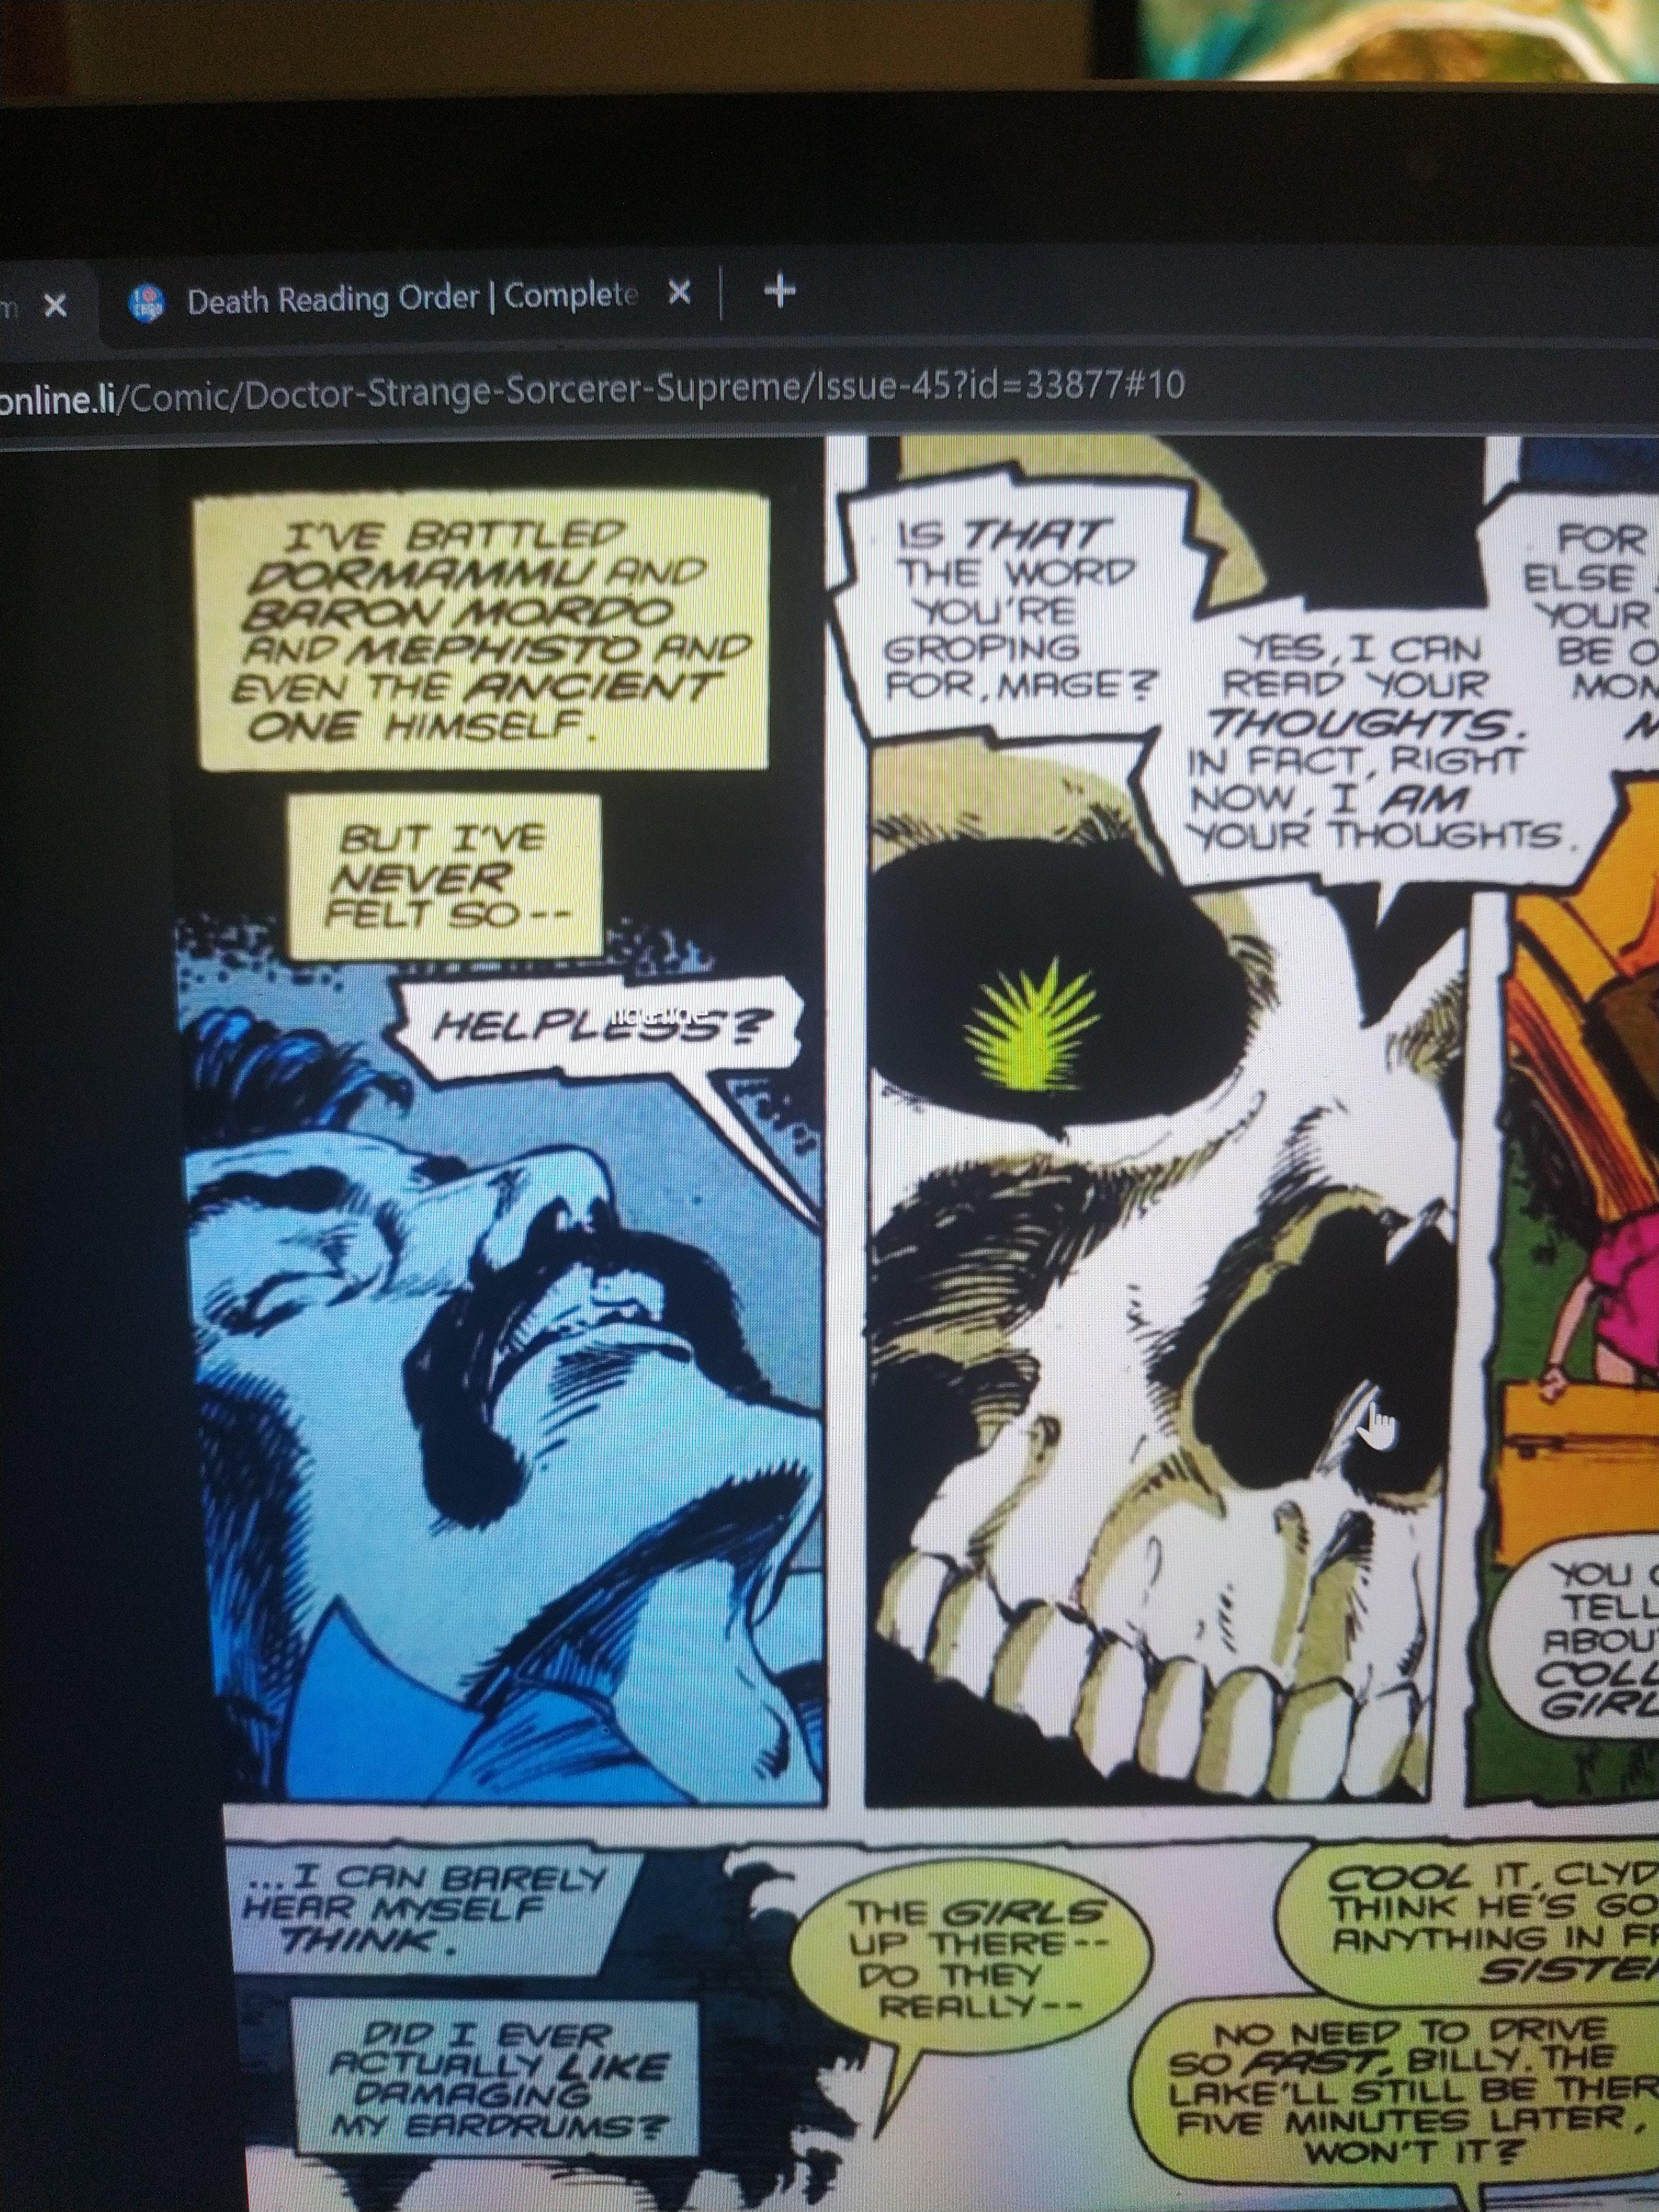 Death Reading Order | Complete
online.li/Comic/Doctor-Strange-Sorcerer-Supreme/Issue-45?id=33877#10
I'VE BATTLED
DORMAMMU AND
BARON MORDO
AND MEPHISTO AND
EVEN THE ANCIENT
ONE HIMSELF.
BUT I'VE
NEVER
FELT SO--
HELPLESS?
IS THAT
THE WORD
YOU'RE
GROPING
FOR, MAGE?
YES, I CAN
READ YOUR
THOUGHTS.
IN FACT, RIGHT
NOW, I AM
YOUR THOUGHTS.
FOR
ELSE
YOUR
BE
YOU
TELL
...I CAN BARELY
HEAR MYSELF
THINK.
DID I EVER
ACTUALLY LIKE
DAMAGING
MY EARDRUMS?
THE GIRLS
UP THERE--
DO THEY
REALLY--
COOL IT,
THINK HE'S
ANYTHING IN
NO NEED TO DRIVE
SO FAST, BILLY. THE
LAKE'LL STILL BE
FIVE MINUTES LATER,
WON'T IT?